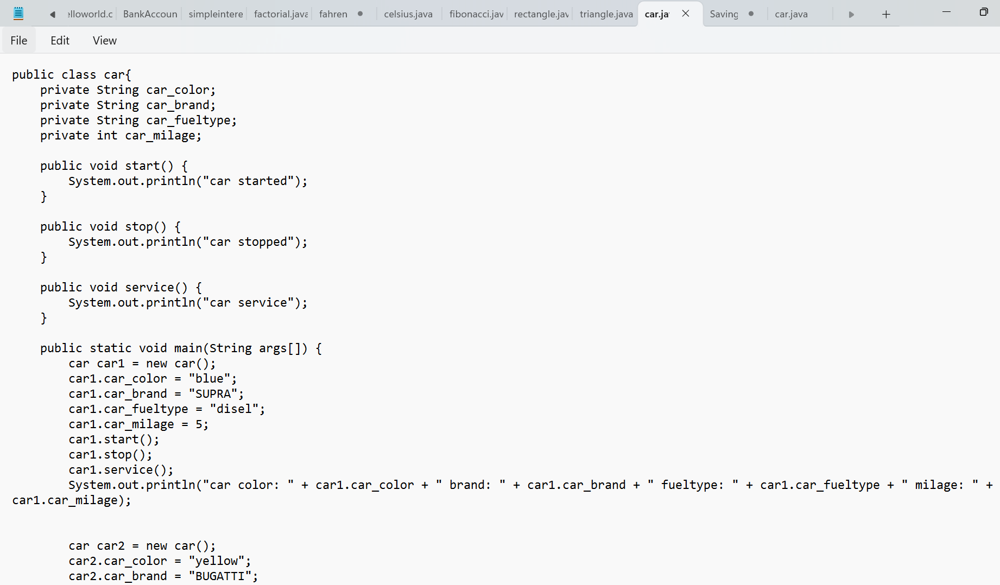 elloworld.c BankAccoun simpleintere factorial.java fahren celsius.java fibonacci.jav rectangle.jav triangle.java car.ja Saving car.java
File Edit View
public class car{
    private String car_color;
    private String car_brand;
    private String car_fueltype;
    private int car_milage;

    public void start() {
        System.out.println("car started");
    }

    public void stop() {
        System.out.println("car stopped");
    }

    public void service() {
        System.out.println("car service");
    }

    public static void main(String args[]) {
        car car1 = new car();
        car1.car_color = "blue";
        car1.car_brand = "SUPRA";
        car1.car_fueltype = "disel";
        car1.car_milage = 5;
        car1.start();
        car1.stop();
        car1.service();
        System.out.println("car color: " + car1.car_color + " brand: " + car1.car_brand + " fueltype: " + car1.car_fueltype + " milage: " +
car1.car_milage);

        car car2 = new car();
        car2.car_color = "yellow";
        car2.car_brand = "BUGATTI";